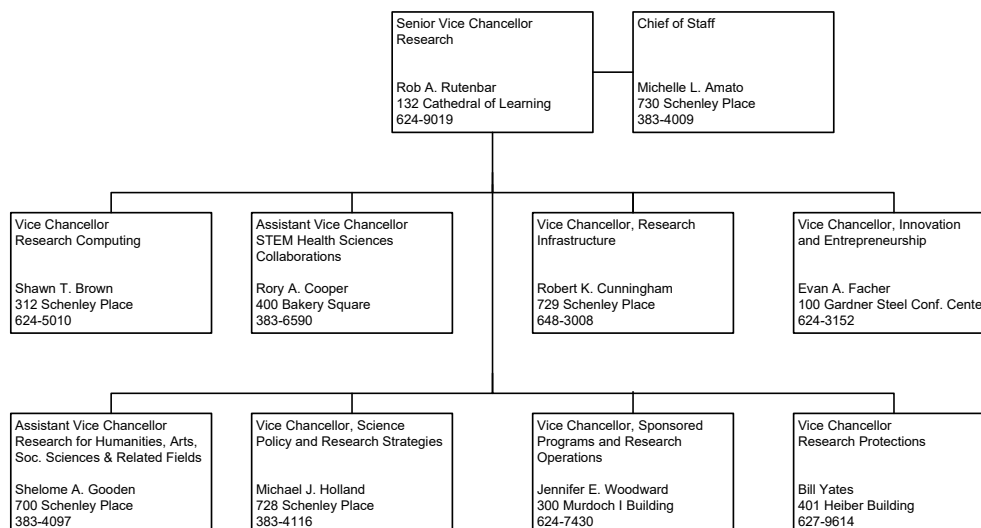 Senior Vice Chancellor
Research
Rob A. Rutenbar
132 Cathedral of Learning
624-9019
Chief of Staff
Michelle L. Amato
730 Schenley Place
383-4009
Vice Chancellor
Research Computing
Shawn T. Brown
312 Schenley Place
624-5010
Assistant Vice Chancellor
STEM Health Sciences
Collaborations
Rory A. Cooper
400 Bakery Square
383-6590
Vice Chancellor, Research
Infrastructure
Robert K. Cunningham
729 Schenley Place
648-3008
Vice Chancellor, Innovation
and Entrepreneurship
Evan A. Facher
100 Gardner Steel Conf. Cente
624-3152
Assistant Vice Chancellor
Research for Humanities, Arts,
Soc. Sciences & Related Fields
Shelome A. Gooden
700 Schenley Place
383-4097
Vice Chancellor, Science
Policy and Research Strategies
Michael J. Holland
728 Schenley Place
383-4116
Vice Chancellor, Sponsored
Programs and Research
Operations
Jennifer E. Woodward
300 Murdoch I Building
624-7430
Vice Chancellor
Research Protections
Bill Yates
401 Heiber Building
627-9614